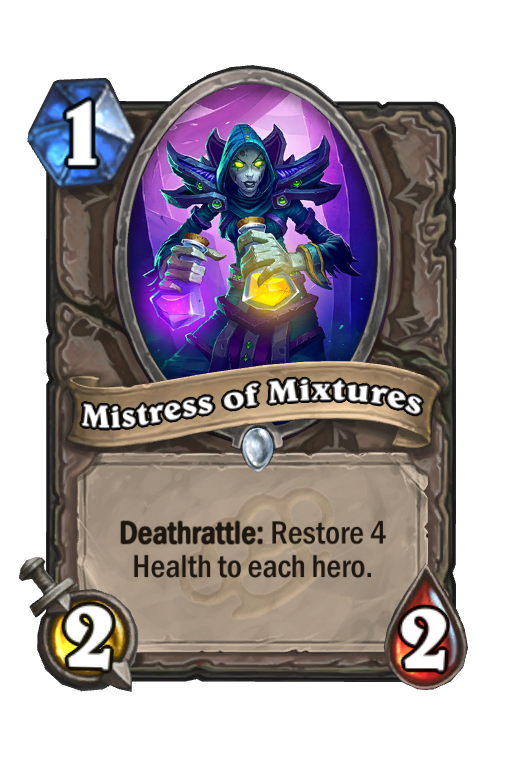 1
Mistress of Mixtures
Deathrattle: Restore 4
Health to each hero.
2
2